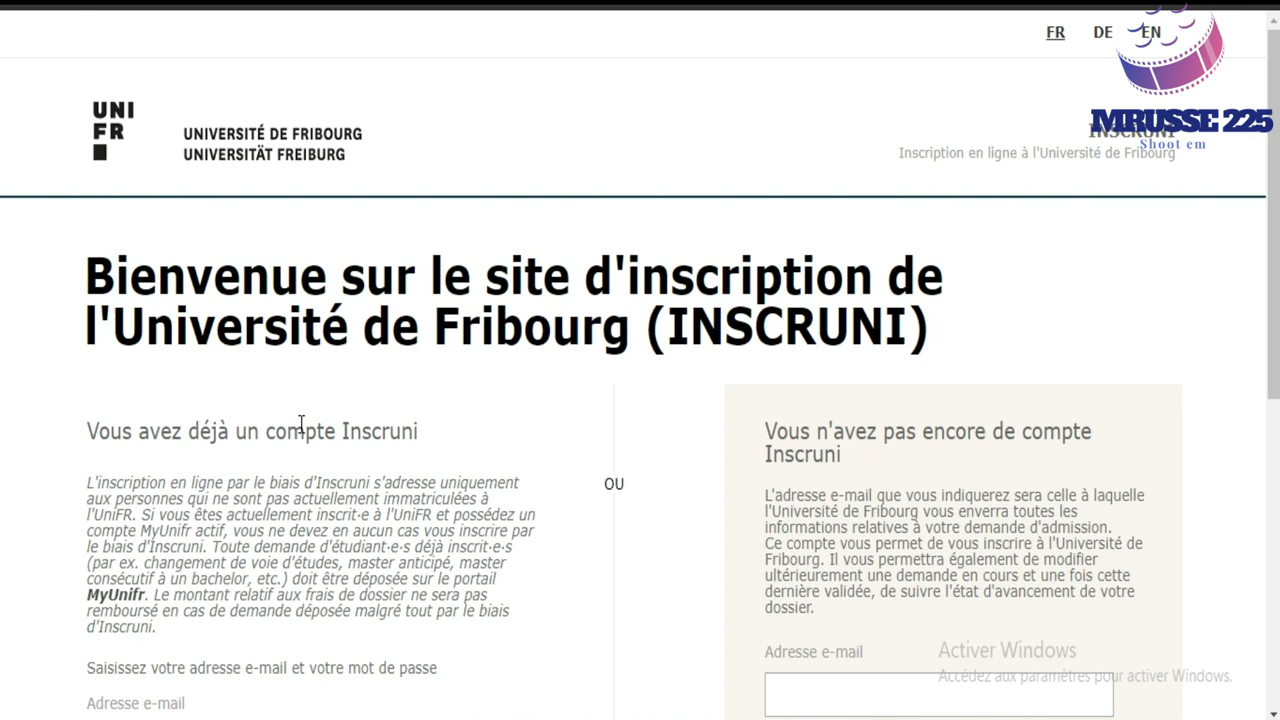 FR DE EN
MRUSSE 225
INSCRUNI
Shoot em
Inscription en ligne à l'Université de Fribourg
UNI
FR
UNIVERSITÉ DE FRIBOURG
UNIVERSITÄT FREIBURG
Bienvenue sur le site d'inscription de
l'Université de Fribourg (INSCRUNI)
Vous avez déjà un compte Inscruni
L'inscription en ligne par le biais d'Inscruni s'adresse uniquement
aux personnes qui ne sont pas actuellement immatriculées à
l'UniFR. Si vous êtes actuellement inscrit·e à l'UniFR et possédez un
compte MyUnifr actif, vous ne devez en aucun cas vous inscrire par
le biais d'Inscruni. Toute demande d'étudiant·e·s déjà inscrit·e·s
(par ex. changement de voie d'études, master anticipé, master
consécutif à un bachelor, etc.) doit être déposée sur le portail
MyUnifr. Le montant relatif aux frais de dossier ne sera pas
remboursé en cas de demande déposée malgré tout par le biais
d'Inscruni.
Saisissez votre adresse e-mail et votre mot de passe
Adresse e-mail
OU
Vous n'avez pas encore de compte
Inscruni
L'adresse e-mail que vous indiquerez sera celle à laquelle
l'Université de Fribourg vous enverra toutes les
informations relatives à votre demande d'admission.
Ce compte vous permet de vous inscrire à l'Université de
Fribourg. Il vous permettra également de modifier
ultérieurement une demande en cours et une fois cette
dernière validée, de suivre l'état d'avancement de votre
dossier.
Adresse e-mail
Activer Windows
Accédez aux paramètres pour activer Windows.